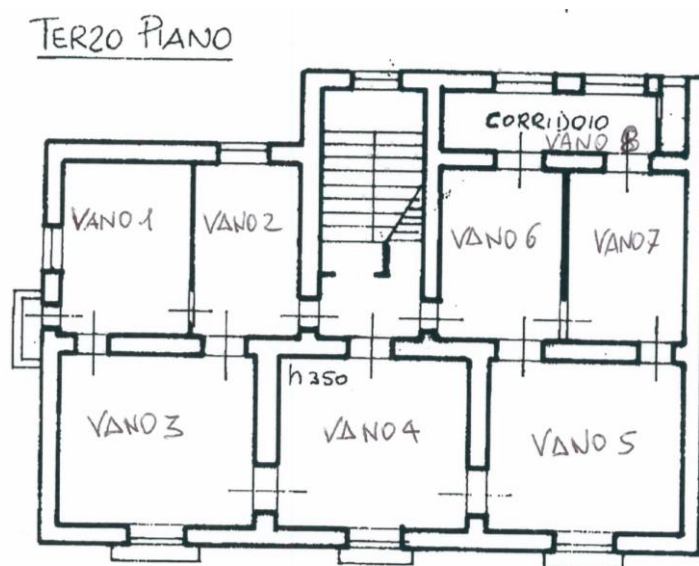 TERZO PIANO
CORRIDOIO
VANO 8
VANO 1
VANO 2
VANO 6
VANO 7
h 350
VANO 3
VANO 4
VANO 5